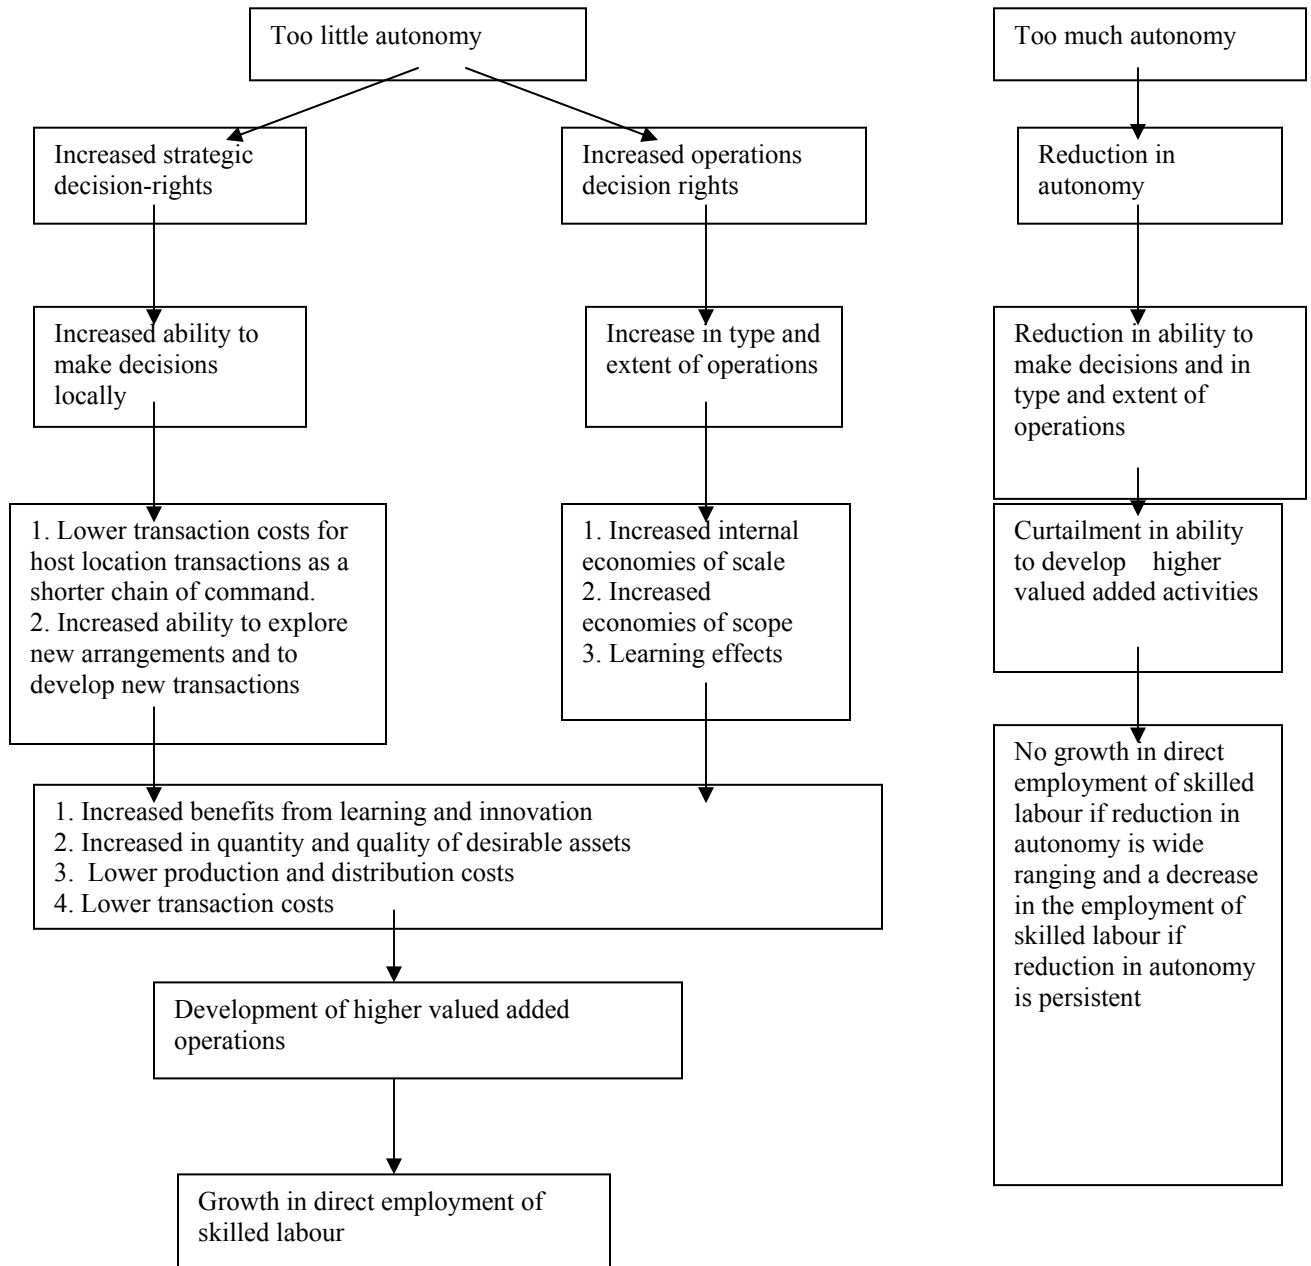 Too little autonomy
Too much autonomy
Increased strategic
decision-rights
Increased operations
decision rights
Reduction in
autonomy
Increased ability to
make decisions
locally
Increase in type and
extent of operations
Reduction in ability to
make decisions and in
type and extent of
operations
1. Lower transaction costs for
host location transactions as a
shorter chain of command.
2. Increased ability to explore
new arrangements and to
develop new transactions
1. Increased internal
economies of scale
2. Increased
economies of scope
3. Learning effects
Curtailment in ability
to develop higher
valued added activities
1. Increased benefits from learning and innovation
2. Increased in quantity and quality of desirable assets
3. Lower production and distribution costs
4. Lower transaction costs
No growth in direct
employment of skilled
labour if reduction in
autonomy is wide
ranging and a decrease
in the employment of
skilled labour if
reduction in autonomy
is persistent
Development of higher valued added
operations
Growth in direct employment of
skilled labour